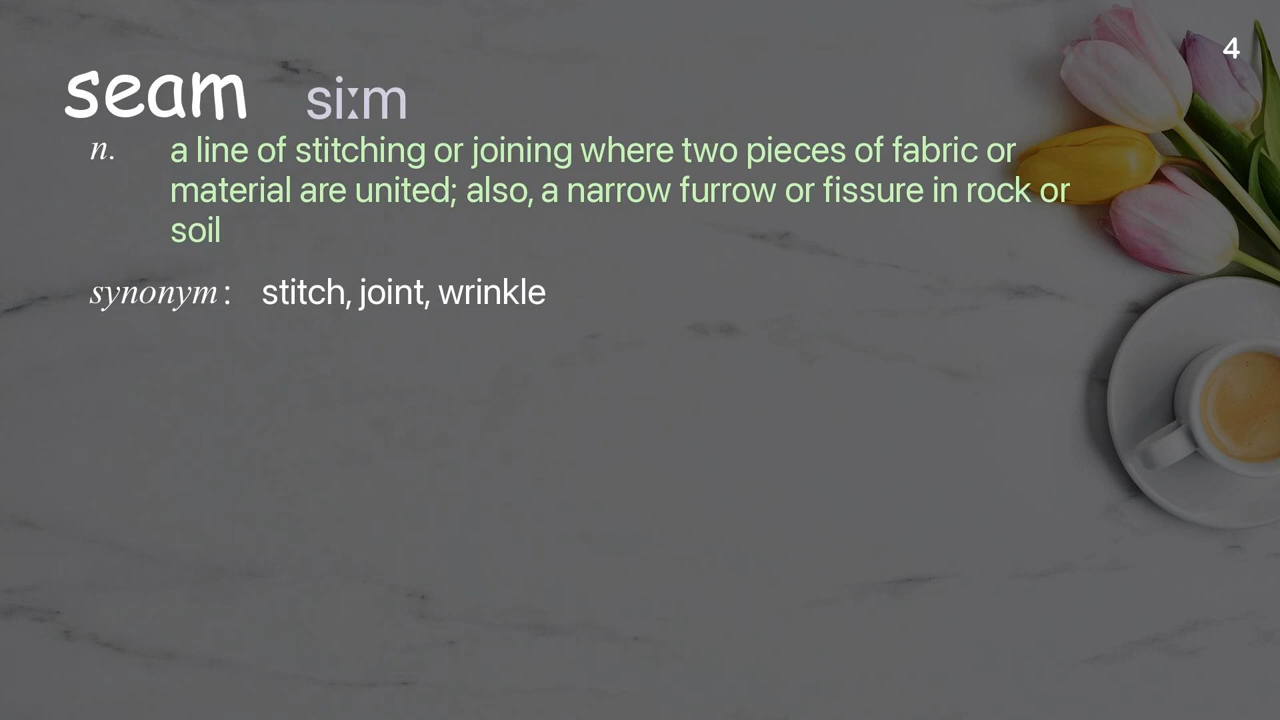 4
seam siːm
n. a line of stitching or joining where two pieces of fabric or
material are united; also, a narrow furrow or fissure in rock or
soil
synonym: stitch, joint, wrinkle